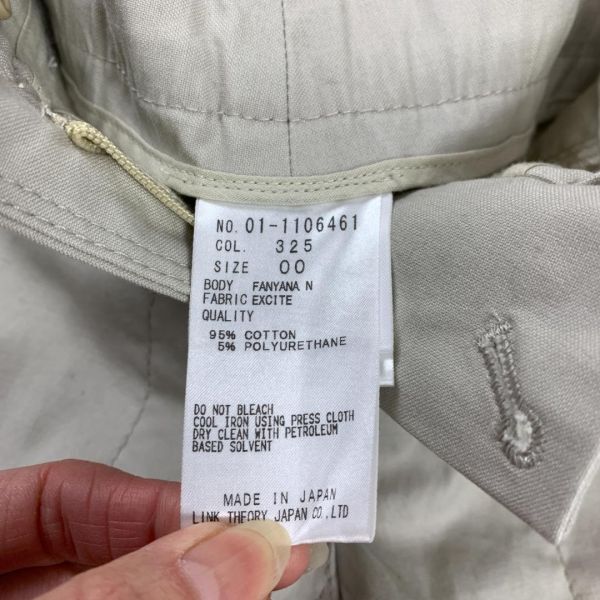 NO. 01-1106461
COL. 325
SIZE 00
BODY FANYANA N
FABRIC EXCITE
QUALITY
95% COTTON
5% POLYURETHANE
DO NOT BLEACH
COOL IRON USING PRESS CLOTH
DRY CLEAN WITH PETROLEUM
BASED SOLVENT
MADE IN JAPAN
LINK THEORY JAPAN CO.,LTD